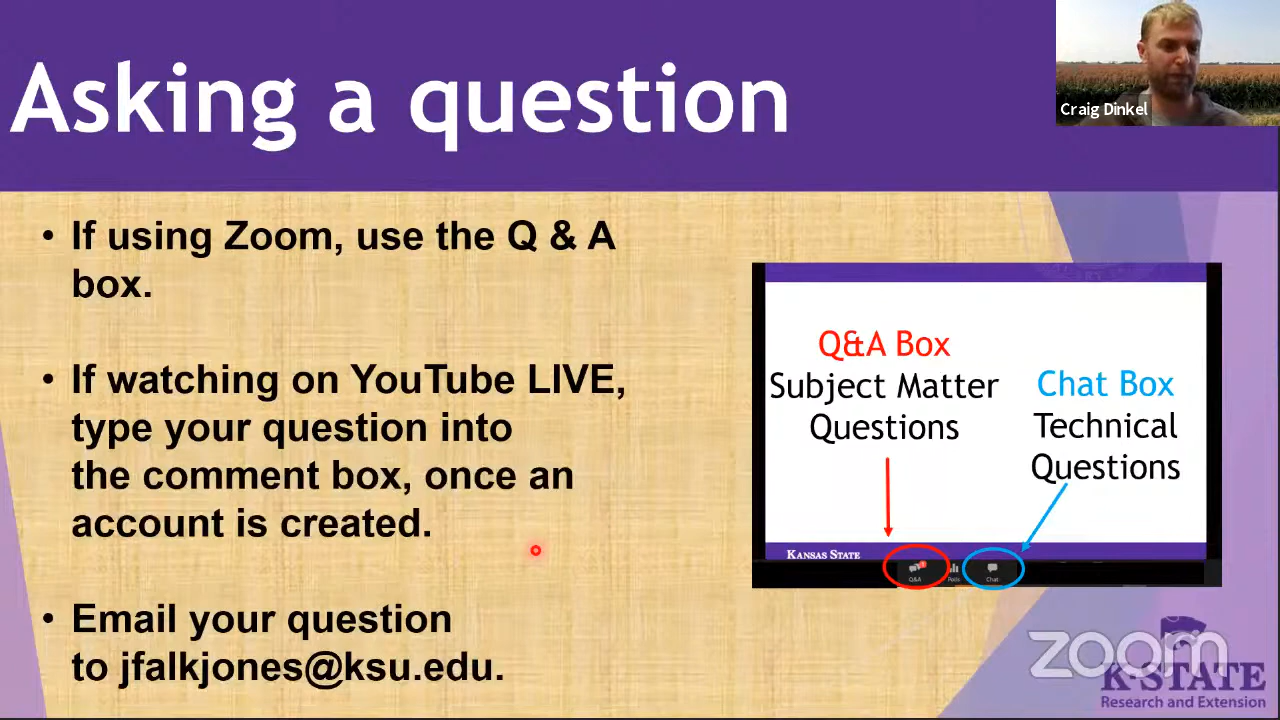 Asking a question
Craig Dinkel
• If using Zoom, use the Q & A
box.
• If watching on YouTube LIVE,
type your question into
the comment box, once an
account is created.
• Email your question
to jfalkjones@ksu.edu.
Q&A Box
Subject Matter
Questions
Chat Box
Technical
Questions
KANSAS STATE
Q&A
Polls
Chat
zoom
K-STATE
Research and Extension